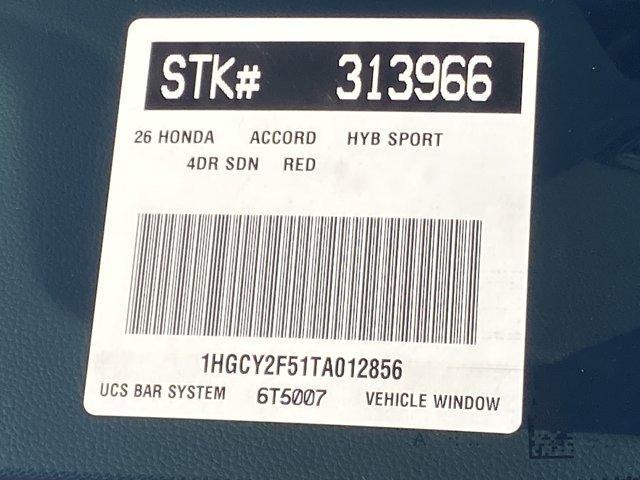 STK# 313966
26 HONDA ACCORD HYB SPORT
4DR SDN RED
1HGCY2F51TA012856
UCS BAR SYSTEM 6T5007 VEHICLE WINDOW